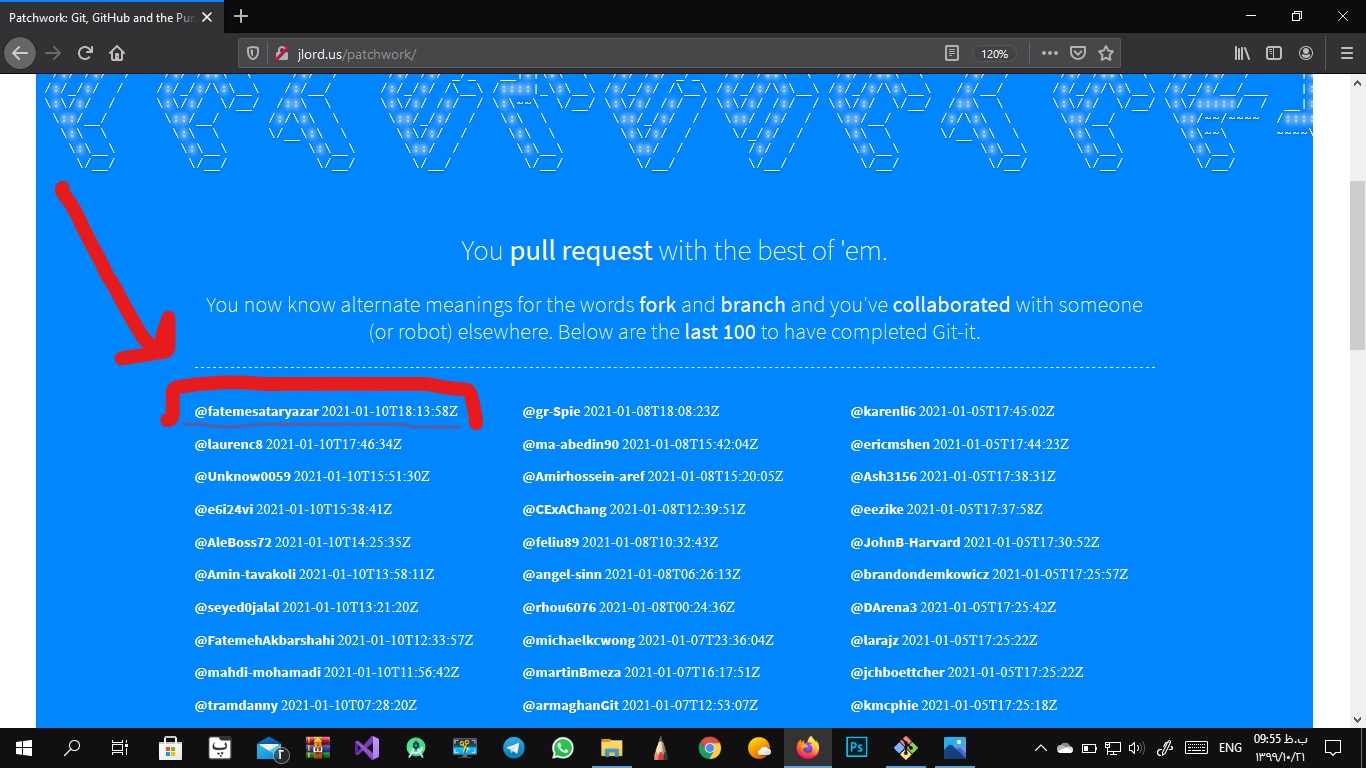 Patchwork: Git, GitHub and the Pur
jlord.us/patchwork/
120%
You pull request with the best of 'em.
You now know alternate meanings for the words fork and branch and you've collaborated with someone
(or robot) elsewhere. Below are the last 100 to have completed Git-it.
@fatemesataryazar 2021-01-10T18:13:58Z
@laurenc8 2021-01-10T17:46:34Z
@Unknow0059 2021-01-10T15:51:30Z
@e6i24vi 2021-01-10T15:38:41Z
@AleBoss72 2021-01-10T14:25:35Z
@Amin-tavakoli 2021-01-10T13:58:11Z
@seyed0jalal 2021-01-10T13:21:20Z
@FatemehAkbarshahi 2021-01-10T12:33:57Z
@mahdi-mohamadi 2021-01-10T11:56:42Z
@tramdanny 2021-01-10T07:28:20Z
@gr-Spie 2021-01-08T18:08:23Z
@ma-abedin90 2021-01-08T15:42:04Z
@Amirhossein-aref 2021-01-08T15:20:05Z
@CExAChang 2021-01-08T12:39:51Z
@feliu89 2021-01-08T10:32:43Z
@angel-sinn 2021-01-08T06:26:13Z
@rhou6076 2021-01-08T00:24:36Z
@michaelkcwong 2021-01-07T23:36:04Z
@martinBmeza 2021-01-07T16:17:51Z
@armaghanGit 2021-01-07T12:53:07Z
@karenli6 2021-01-05T17:45:02Z
@ericmshen 2021-01-05T17:44:23Z
@Ash3156 2021-01-05T17:38:31Z
@eezike 2021-01-05T17:37:58Z
@JohnB-Harvard 2021-01-05T17:30:52Z
@brandondemkowicz 2021-01-05T17:25:57Z
@DArena3 2021-01-05T17:25:42Z
@larajz 2021-01-05T17:25:22Z
@jchboettcher 2021-01-05T17:25:22Z
@kmcphie 2021-01-05T17:25:18Z
Ps
ENG
09:55 ب.ظ
۱۳۹۹/۱۰/۲۱